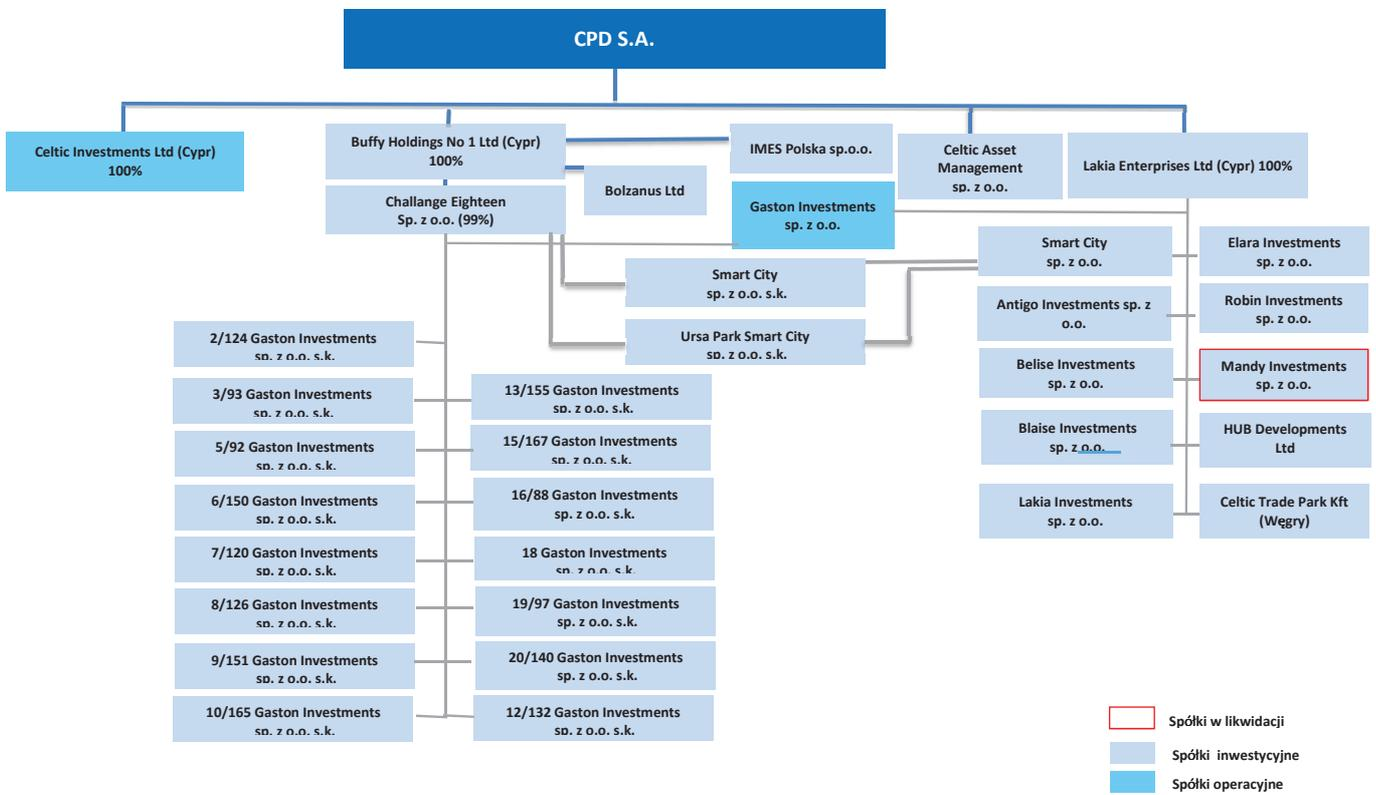 CPD S.A.
Celtic Investments Ltd (Cypr)
100%
Buffy Holdings No 1 Ltd (Cypr)
100%
IMES Polska sp.o.o.
Celtic Asset
Management
sp. z o.o.
Lakia Enterprises Ltd (Cypr) 100%
Bolzanus Ltd
Challange Eighteen
Sp. z o.o. (99%)
Gaston Investments
sp. z o.o.
Smart City
sp. z o.o. s.k.
Ursa Park Smart City
sp. z o.o. s.k.
Smart City
sp. z o.o.
Elara Investments
sp. z o.o.
Antigo Investments sp. z
o.o.
Robin Investments
sp. z o.o.
Belise Investments
sp. z o.o.
Mandy Investments
sp. z o.o.
Blaise Investments
sp. z o.o.
HUB Developments
Ltd
Lakia Investments
sp. z o.o.
Celtic Trade Park Kft
(Węgry)
2/124 Gaston Investments
sp. z o.o. s.k.
3/93 Gaston Investments
sp. z o.o. s.k.
5/92 Gaston Investments
sp. z o.o. s.k.
6/150 Gaston Investments
sp. z o.o. s.k.
7/120 Gaston Investments
sp. z o.o. s.k.
8/126 Gaston Investments
sp. z o.o. s.k.
9/151 Gaston Investments
sp. z o.o. s.k.
10/165 Gaston Investments
sp. z o.o. s.k.
13/155 Gaston Investments
sp. z o.o. s.k.
15/167 Gaston Investments
sp. z o.o. s.k.
16/88 Gaston Investments
sp. z o.o. s.k.
18 Gaston Investments
sp. z o.o. s.k.
19/97 Gaston Investments
sp. z o.o. s.k.
20/140 Gaston Investments
sp. z o.o. s.k.
12/132 Gaston Investments
sp. z o.o. s.k.
Spółki w likwidacji
Spółki inwestycyjne
Spółki operacyjne